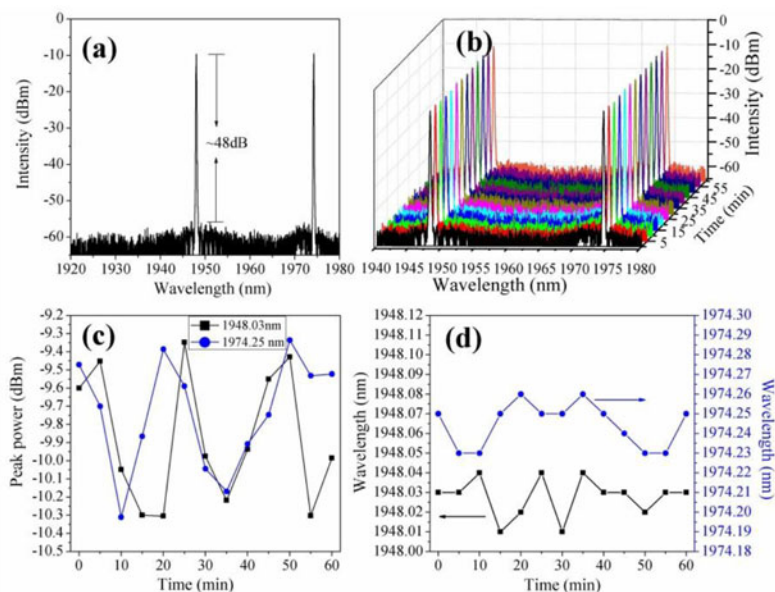 (a)
Intensity (dBm)
0
-10
-20
-30
-40
-50
-60
~48dB
1920 1930 1940 1950 1960 1970 1980
Wavelength (nm)
(b)
0
-10
-20
-30
-40
-50
-60
Intensity (dBm)
5 15 25 35 45 55
Time (min)
1940 1945 1950 1955 1960 1965 1970 1975 1980
Wavelength (nm)
(c)
1948.03nm
1974.25 nm
Peak power (dBm)
-9.2
-9.3
-9.4
-9.5
-9.6
-9.7
-9.8
-9.9
-10.0
-10.1
-10.2
-10.3
-10.4
-10.5
0 10 20 30 40 50 60
Time (min)
(d)
Wavelength (nm)
1948.12
1948.11
1948.10
1948.09
1948.08
1948.07
1948.06
1948.05
1948.04
1948.03
1948.02
1948.01
1948.00
1974.30
1974.29
1974.28
1974.27
1974.26
1974.25
1974.24
1974.23
1974.22
1974.21
1974.20
1974.19
1974.18
Wavelength (nm)
0 10 20 30 40 50 60
Time (min)